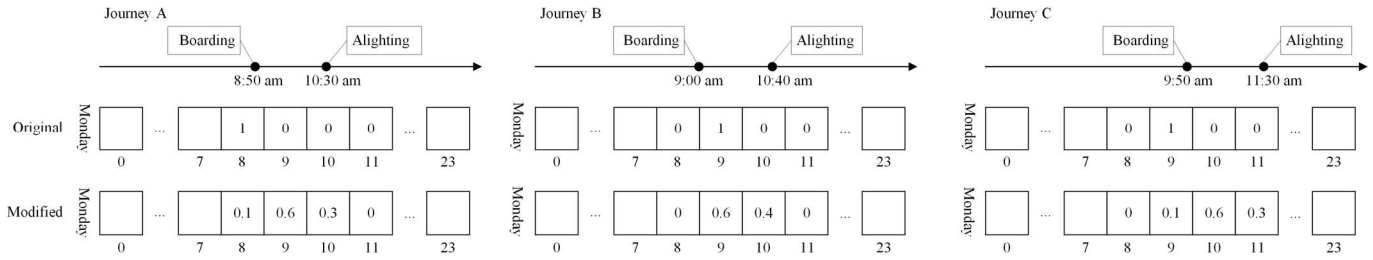 Journey A
Journey B
Journey C
Boarding Alighting Boarding Alighting Boarding Alighting
8:50 am 10:30 am 9:00 am 10:40 am 9:50 am 11:30 am
Original Monday ... 1 0 0 0 ... Monday ... 0 1 0 0 ... Monday ... 0 1 0 0 ...
0 7 8 9 10 11 23 0 7 8 9 10 11 23 0 7 8 9 10 11 23
Modified Monday ... 0.1 0.6 0.3 0 ... Monday ... 0 0.6 0.4 0 ... Monday ... 0 0.1 0.6 0.3 ...
0 7 8 9 10 11 23 0 7 8 9 10 11 23 0 7 8 9 10 11 23